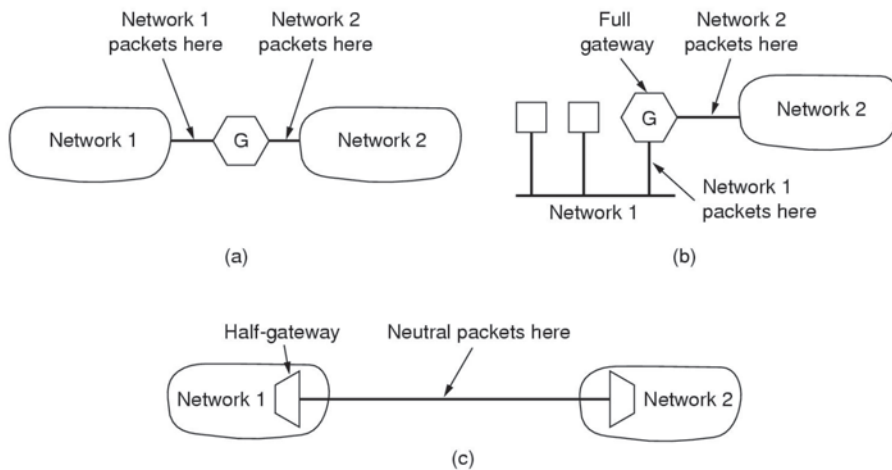 Network 1
packets here
Network 2
packets here
Network 1
G
Network 2
(a)
Full
gateway
Network 2
packets here
G
Network 2
Network 1
packets here
Network 1
(b)
Half-gateway
Neutral packets here
Network 1
Network 2
(c)